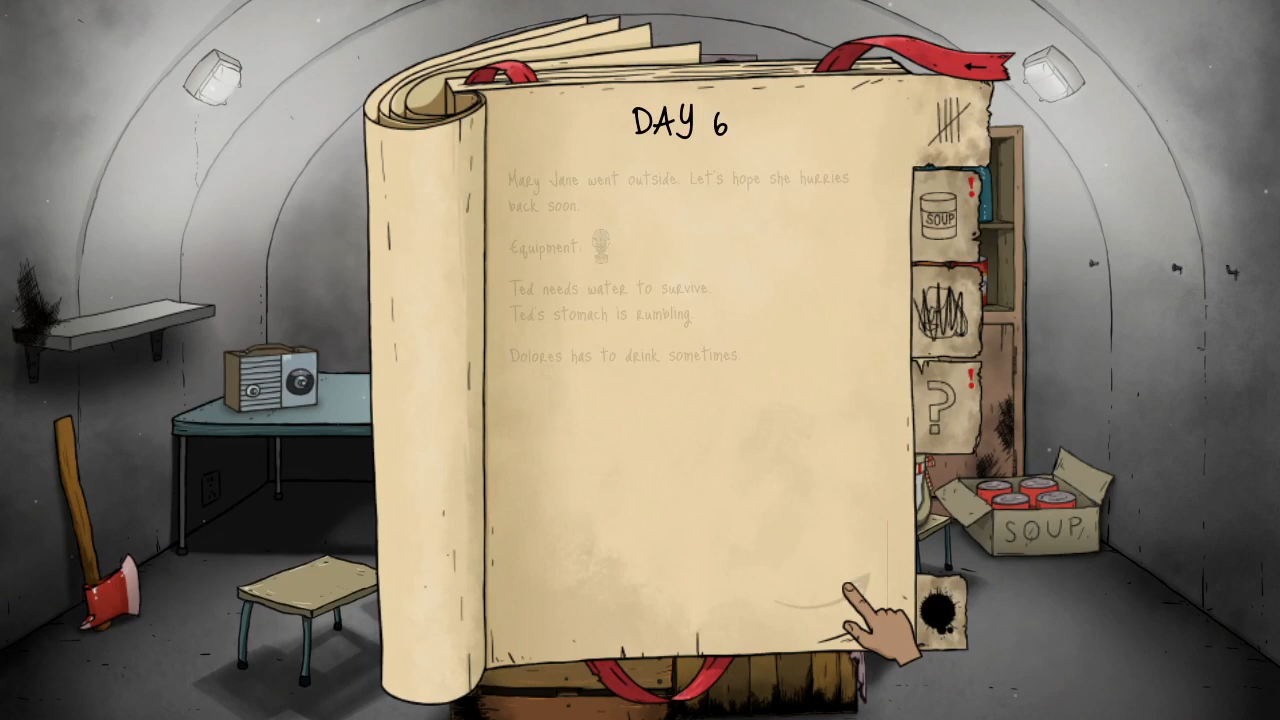 DAY 6
Mary Jane went outside. Let's hope she hurries
back soon.
Equipment:
Ted needs water to survive.
Ted's stomach is rumbling.
Dolores has to drink sometimes.
!
SOUP
!
?
SOUP